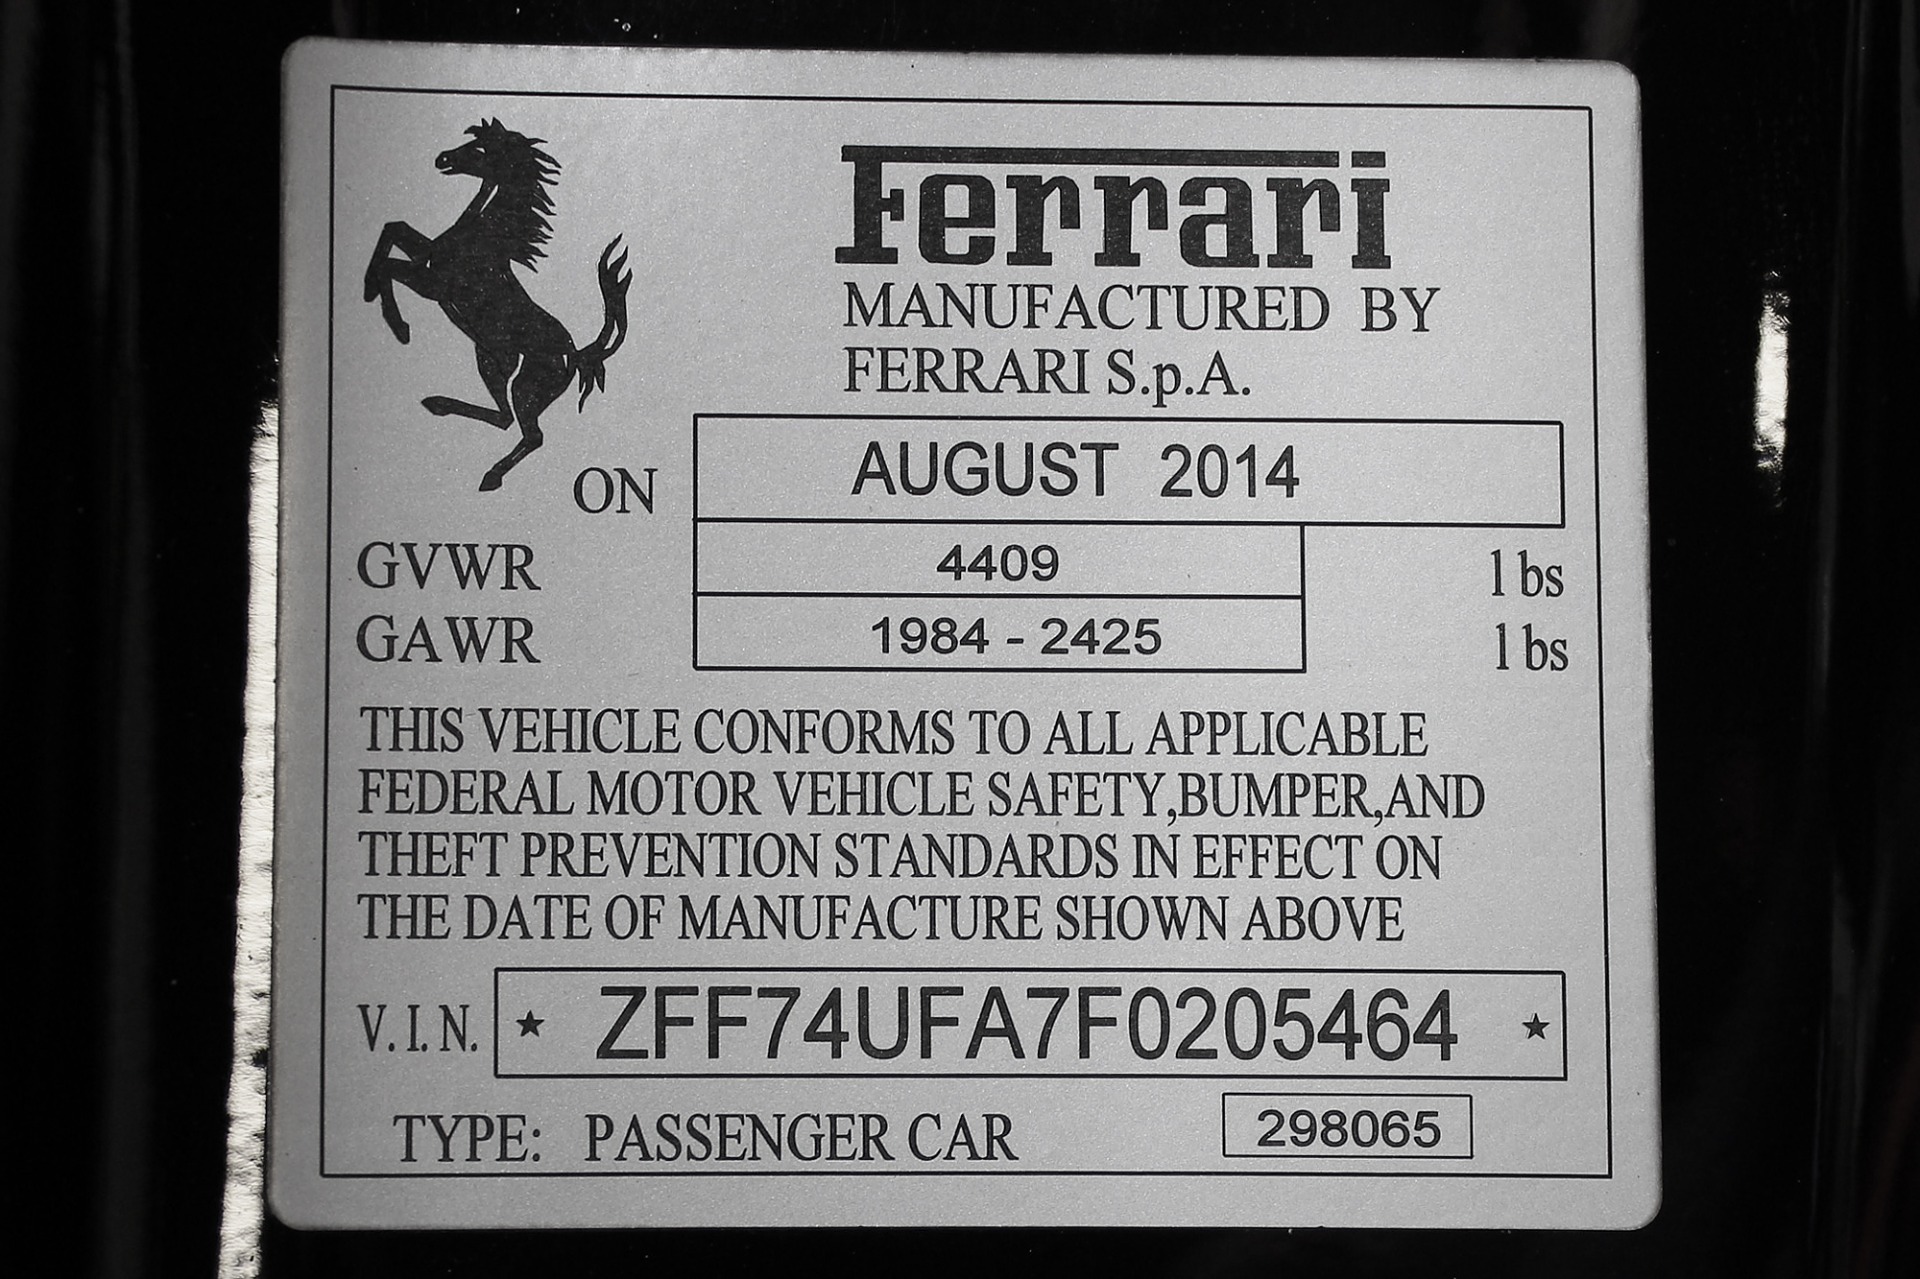 Ferrari
MANUFACTURED BY
FERRARI S.p.A.
ON AUGUST 2014
GVWR 4409 lbs
GAWR 1984 - 2425 lbs
THIS VEHICLE CONFORMS TO ALL APPLICABLE
FEDERAL MOTOR VEHICLE SAFETY,BUMPER,AND
THEFT PREVENTION STANDARDS IN EFFECT ON
THE DATE OF MANUFACTURE SHOWN ABOVE
V.I.N. ★ ZFF74UFA7F0205464 ★
TYPE: PASSENGER CAR 298065